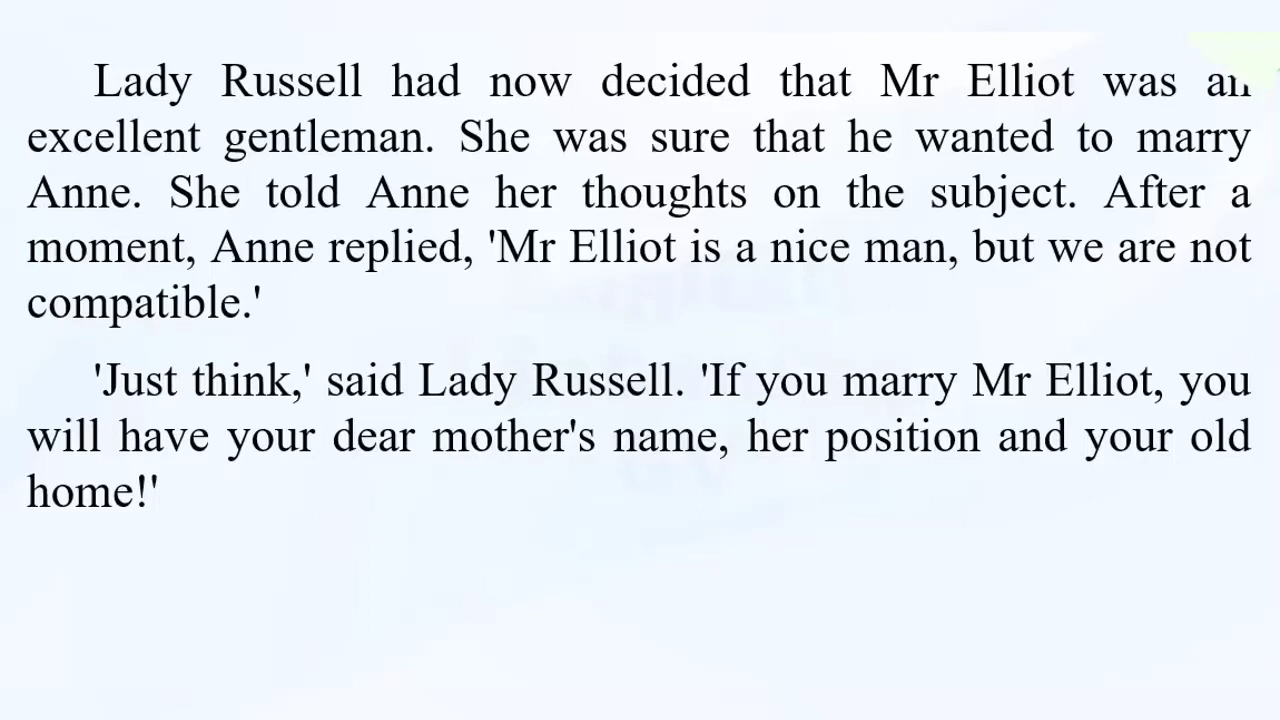 Lady Russell had now decided that Mr Elliot was an
excellent gentleman. She was sure that he wanted to marry
Anne. She told Anne her thoughts on the subject. After a
moment, Anne replied, 'Mr Elliot is a nice man, but we are not
compatible.'
'Just think,' said Lady Russell. 'If you marry Mr Elliot, you
will have your dear mother's name, her position and your old
home!'